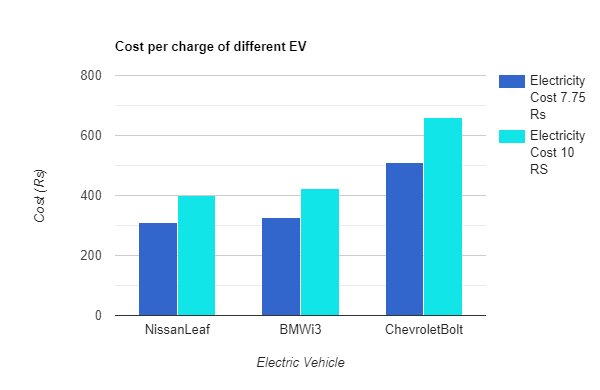 Cost per charge of different EV
800
600
400
200
0
Cost (Rs)
NissanLeaf
BMWi3
ChevroletBolt
Electric Vehicle
Electricity
Cost 7.75
Rs
Electricity
Cost 10
RS